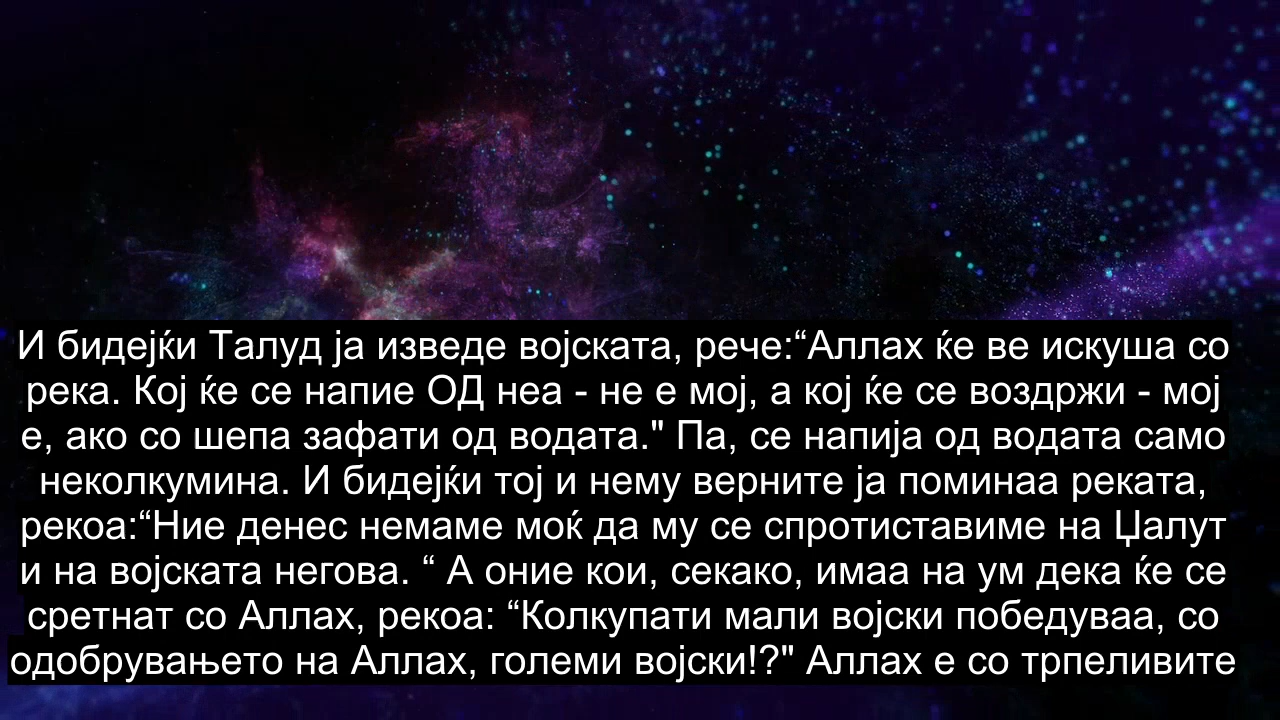 И бидејќи Талуд ја изведе војската, рече:“Аллах ќе ве искуша со
река. Кој ќе се напие ОД неа - не е мој, а кој ќе се воздржи - мој
е, ако со шепа зафати од водата." Па, се напија од водата само
неколкумина. И бидејќи тој и нему верните ја поминаа реката,
рекоа:“Ние денес немаме моќ да му се спротиставиме на Џалут
и на војската негова. “ А оние кои, секако, имаа на ум дека ќе се
сретнат со Аллах, рекоа: “Колкупати мали војски победуваа, со
одобрувањето на Аллах, големи војски!?" Аллах е со трпеливите